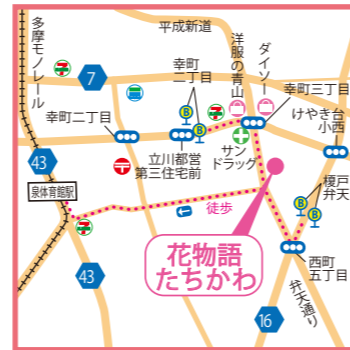 多摩モノレール
平成新道
洋服の青山
ダイソー
7
幸町
二丁目
幸町三丁目
けやき台
小西
幸町二丁目
B
B
立川都営
第三住宅前
サン
ドラッグ
43
泉体育館駅
徒歩
榎戸
弁天
B
B
花物語
たちかわ
西町
五丁目
43
16
弁天通り